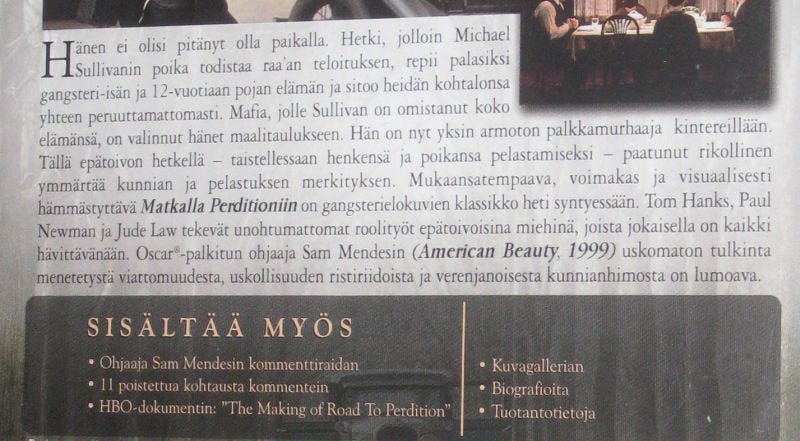 Hänen ei olisi pitänyt olla paikalla. Hetki, jolloin Michael
Sullivanin poika todistaa raa'an teloituksen, repii palasiksi
gangsteri-isän ja 12-vuotiaan pojan elämän ja sitoo heidän kohtalonsa
yhteen peruuttamattomasti. Mafia, jolle Sullivan on omistanut koko
elämänsä, on valinnut hänet maalitaulukseen. Hän on nyt yksin armoton palkkamurhaaja kintereillään.
Tällä epätoivon hetkellä – taistellessaan henkensä ja poikansa pelastamiseksi – paatunut rikollinen
ymmärtää kunnian ja pelastuksen merkityksen. Mukaansatempaava, voimakas ja visuaalisesti
hämmästyttävä Matkalla Perditioniin on gangsterielokuvien klassikko heti syntyessään. Tom Hanks, Paul
Newman ja Jude Law tekevät unohtumattomat roolityöt epätoivoisina miehinä, joista jokaisella on kaikki
hävittävänään. Oscar®-palkitun ohjaaja Sam Mendesin (American Beauty, 1999) uskomaton tulkinta
menetetystä viattomuudesta, uskollisuuden ristiriidoista ja verenjanoisesta kunnianhimosta on lumoava.
SISÄLTÄÄ MYÖS
• Ohjaaja Sam Mendesin kommenttiraidan
• 11 poistettua kohtausta kommentein
• HBO-dokumentin: "The Making of Road To Perdition"
• Kuvagallerian
• Biografioita
• Tuotantotietoja